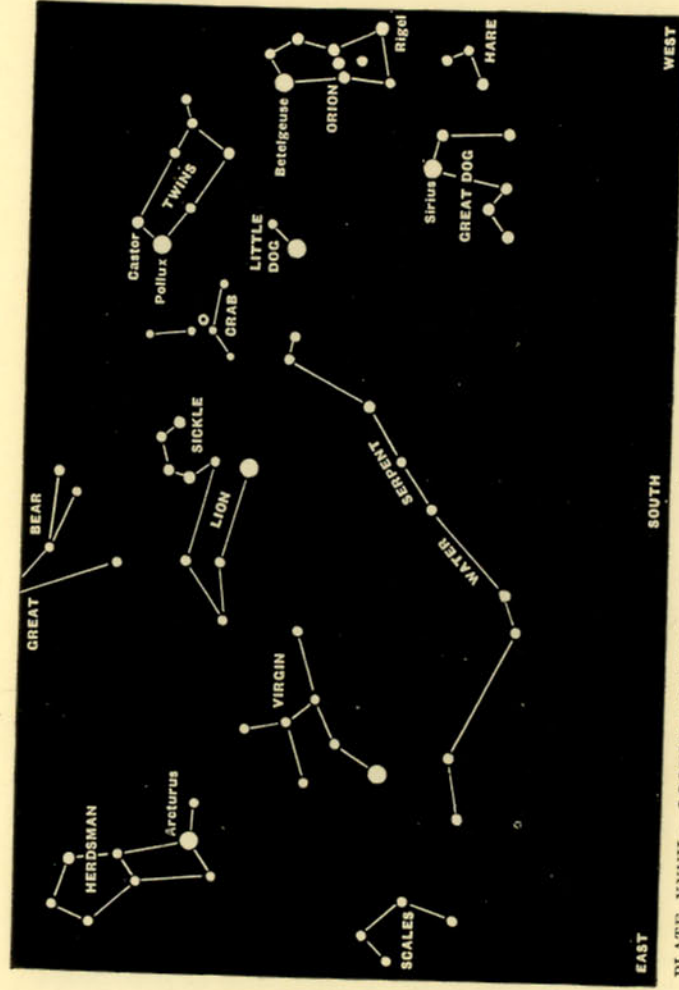 GREAT BEAR
HERDSMAN
Castor
Pollux
Arcturus
TWINS
SICKLE
LION
CRAB
LITTLE
DOG
VIRGIN
Betelgeuse
ORION
Rigel
WATER SERPENT
SCALES
Sirius
GREAT DOG
HARE
EAST
SOUTH
WEST
PLATE